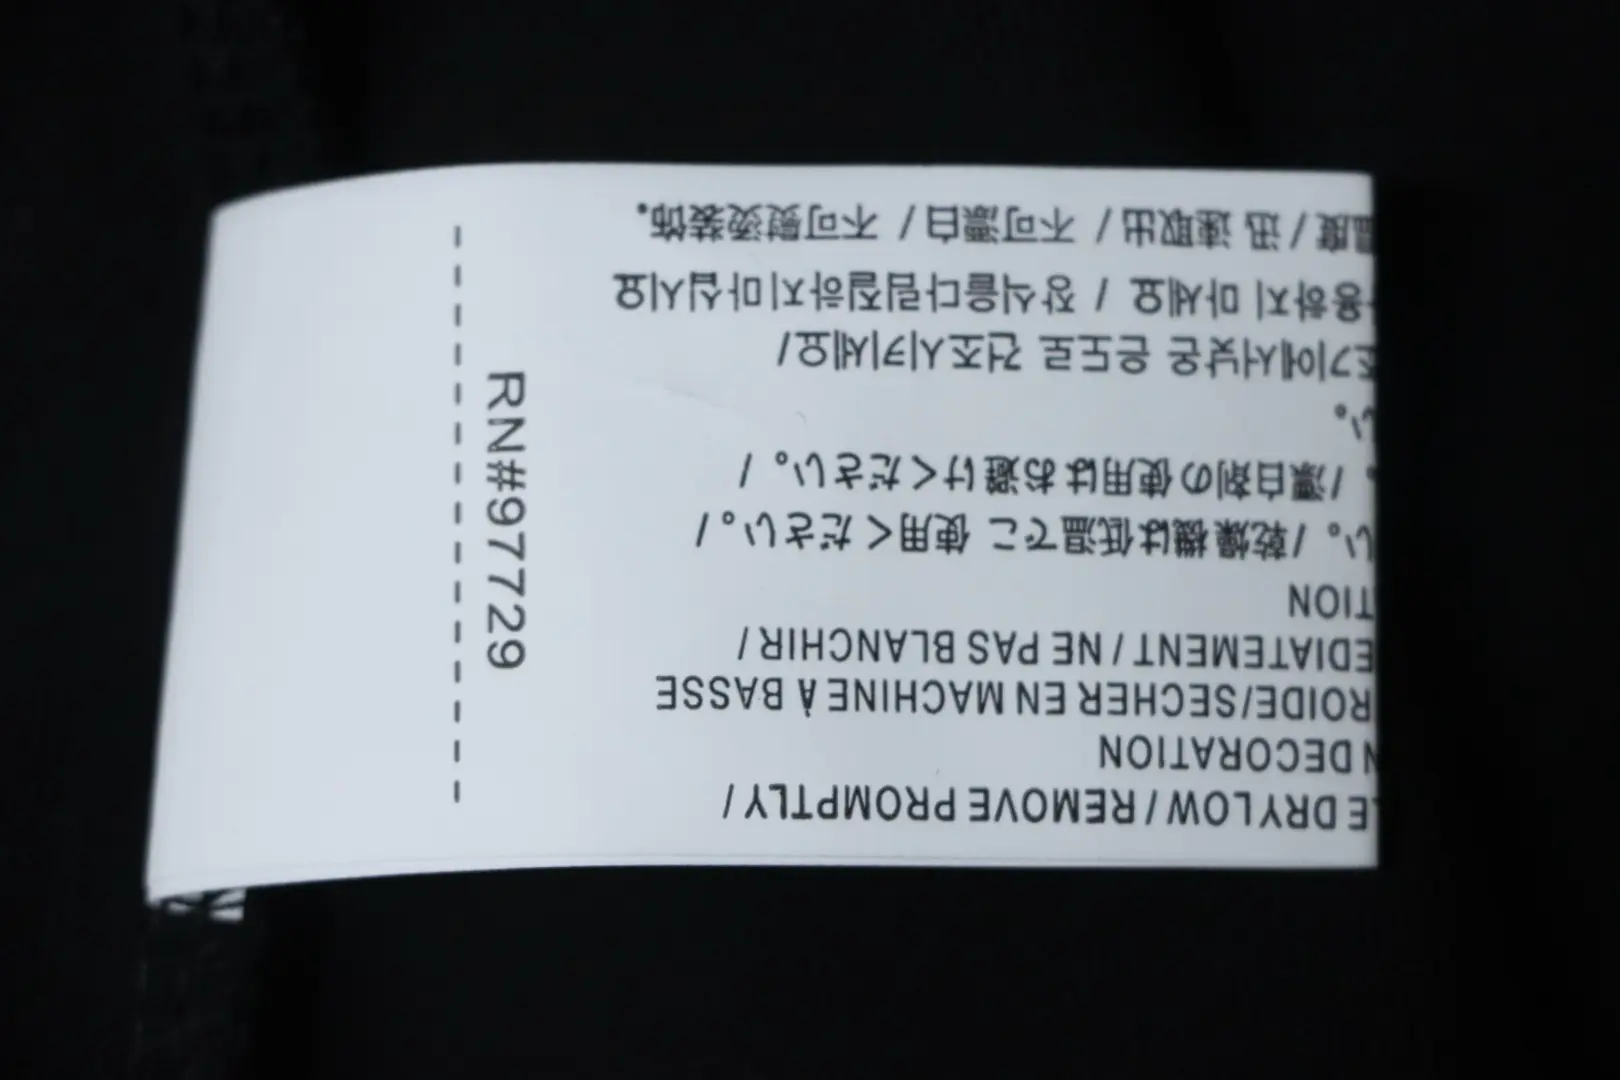 LE DRY LOW / REMOVE PROMPTLY /
N DECORATION
ROIDE/SECHER EN MACHINE À BASSE
EDIATEMENT / NE PAS BLANCHIR /
TION
い。/乾燥機は低温でご使用ください。/
。/漂白剤の使用はお避けください。/
い。
조기에서낮은 온도로 건조시키세요/
용하지 마세요 / 장식을다림질하지마십시요
温度 / 迅速取出 / 不可漂白 / 不可熨烫装饰。
RN#97729